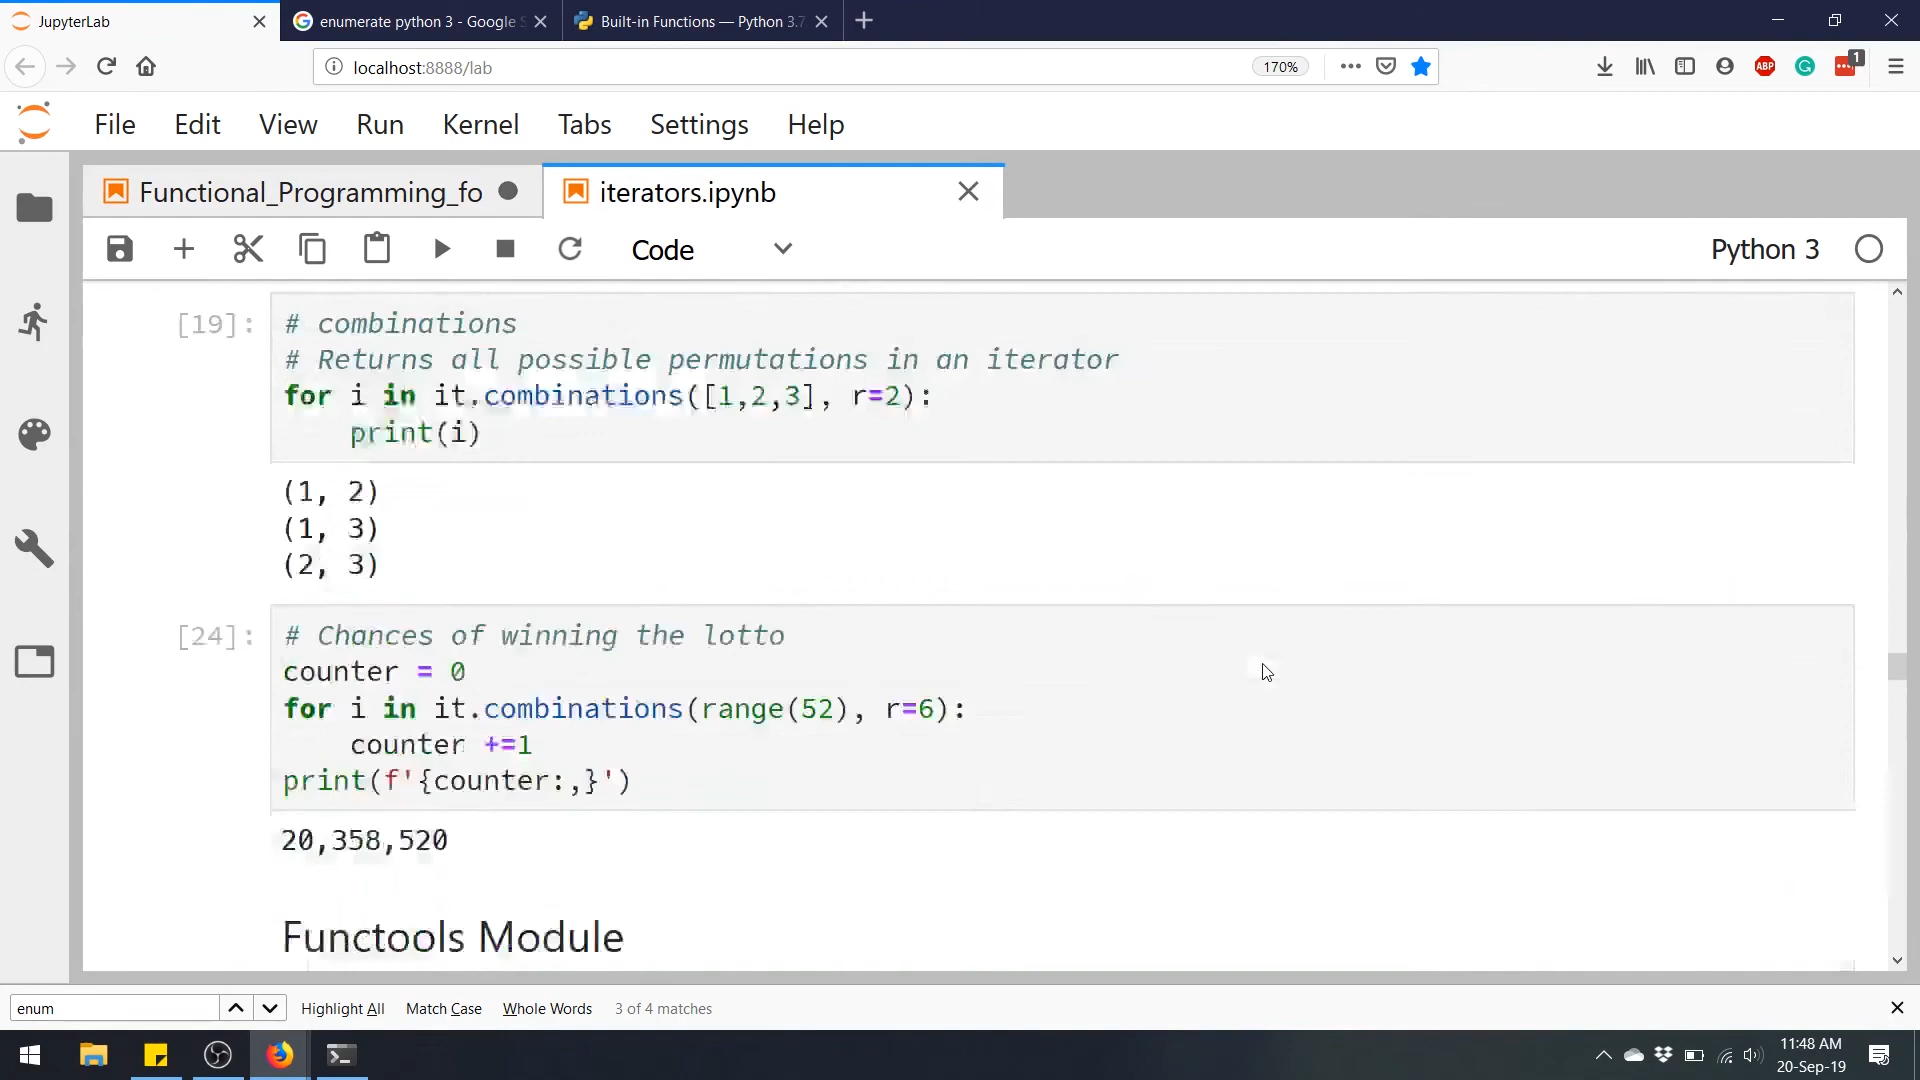 JupyterLab
enumerate python 3 - Google S
Built-in Functions — Python 3.7
localhost:8888/lab
170%
ABP
1
File Edit View Run Kernel Tabs Settings Help
Functional_Programming_fo
iterators.ipynb
Code
Python 3
[19]:
# combinations
# Returns all possible permutations in an iterator
for i in it.combinations([1,2,3], r=2):
    print(i)
(1, 2)
(1, 3)
(2, 3)
[24]:
# Chances of winning the lotto
counter = 0
for i in it.combinations(range(52), r=6):
    counter +=1
print(f'{counter:,}')
20,358,520
Functools Module
enum
Highlight All Match Case Whole Words 3 of 4 matches
11:48 AM
20-Sep-19